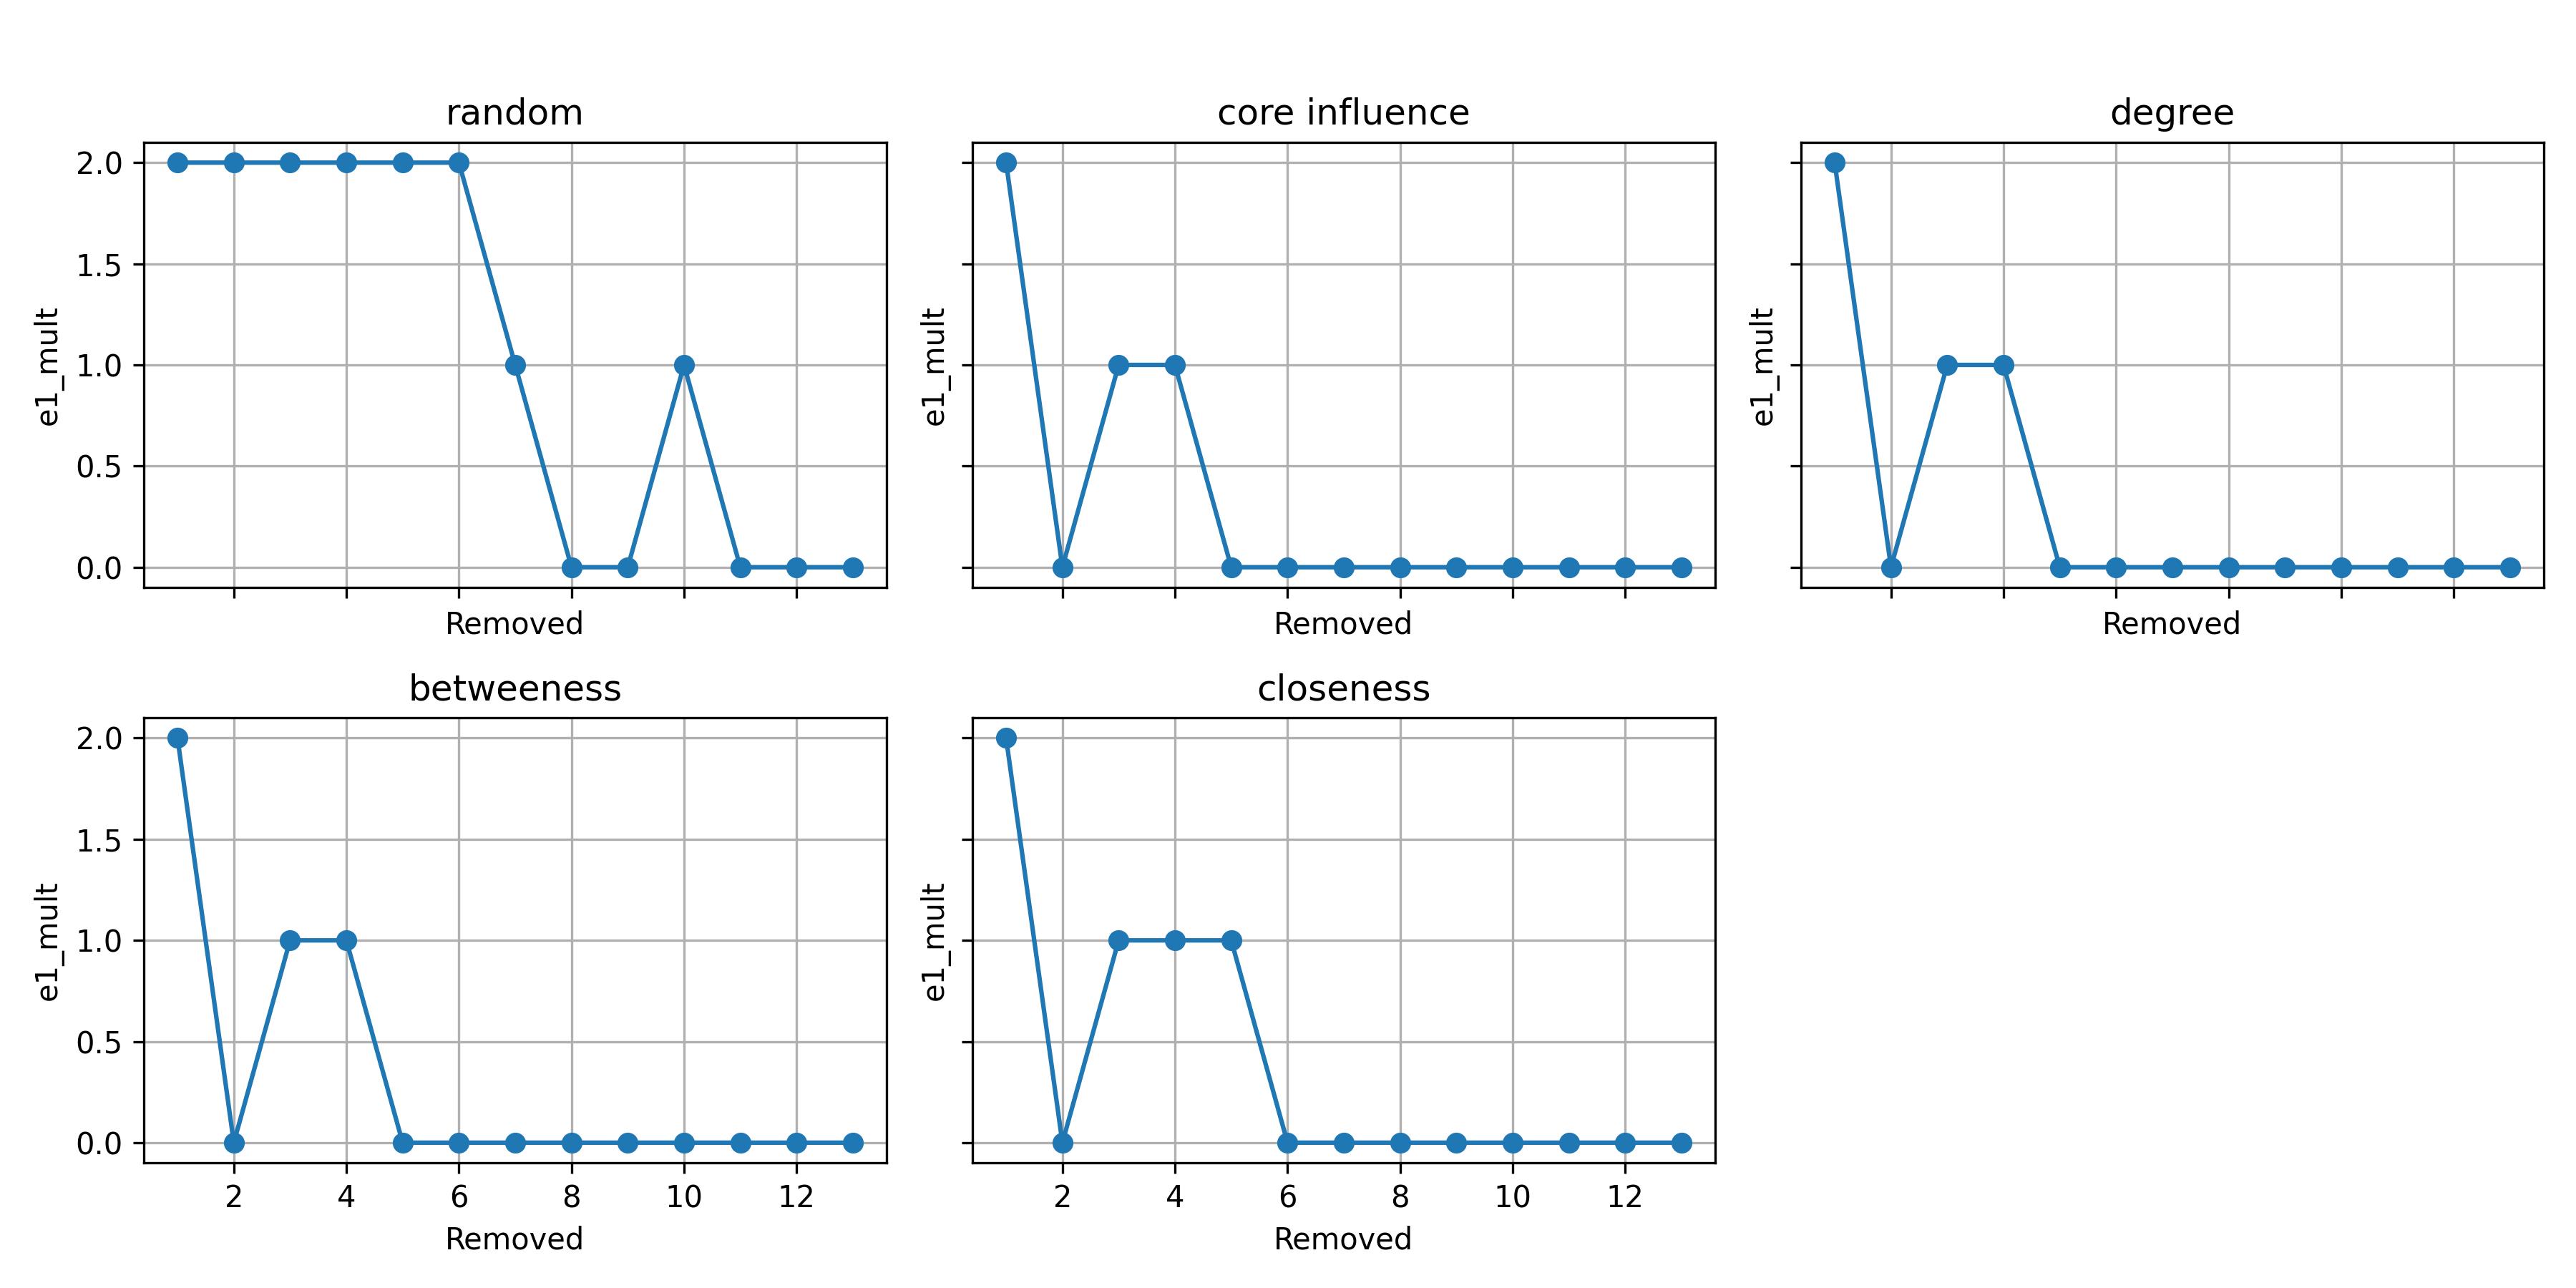 random
core influence
degree
2.0
1.5
1.0
0.5
0.0
e1_mult
e1_mult
e1_mult
Removed
Removed
Removed
betweeness
closeness
2.0
1.5
1.0
0.5
0.0
e1_mult
e1_mult
2 4 6 8 10 12
2 4 6 8 10 12
Removed
Removed